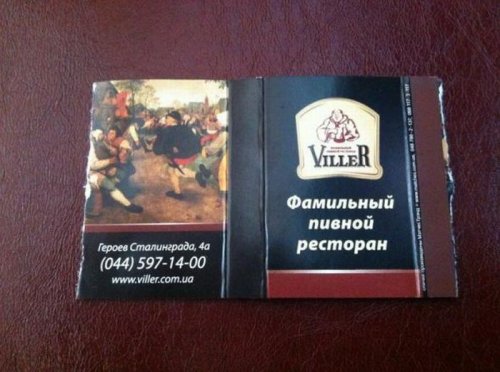 Героев Сталинграда, 4а
(044) 597-14-00
www.viller.com.ua
VILLER
Фамильный
пивной
ресторан